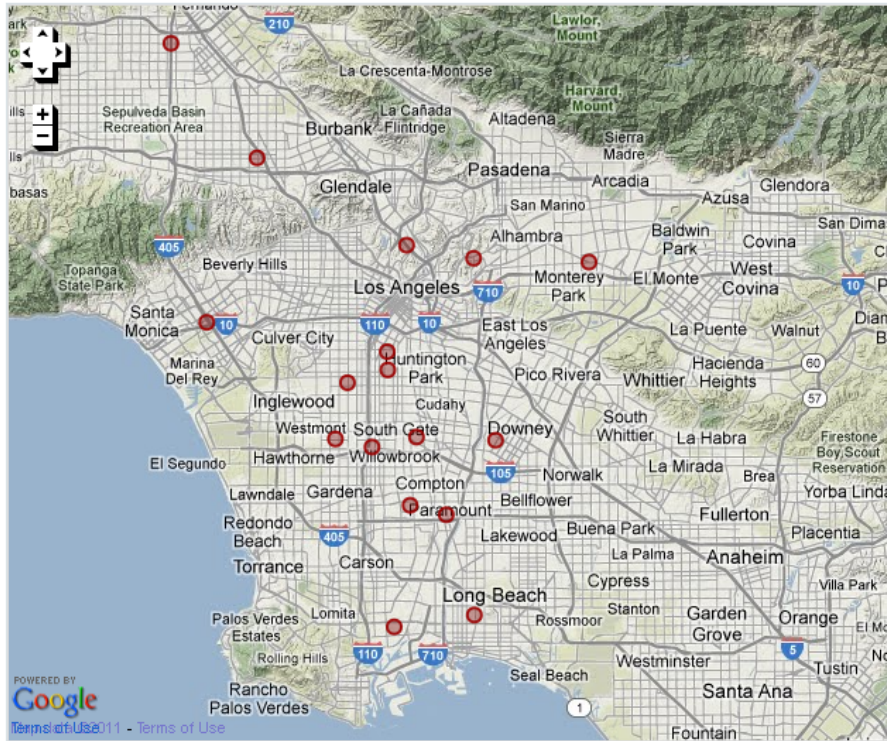 Fernando
210
Lawlor,
Mount
La Crescenta-Montrose
Harvard,
Mount
Sepulveda Basin
Recreation Area
Burbank
La Cañada
Flintridge
Altadena
Sierra
Madre
Pasadena
Arcadia
Glendale
Glendora
Azusa
San Marino
San Dima
basas
405
Beverly Hills
Alhambra
Baldwin
Park
Covina
Topanga
State Park
Los Angeles
Monterey
Park
El Monte
West
Covina
10
710
Santa
Monica
10
110
10
Culver City
East Los
Angeles
La Puente
Walnut
Marina
Del Rey
Huntington
Park
Pico Rivera
Whittier
Hacienda
Heights
60
57
Inglewood
Cudahy
Westmont
South Gate
Downey
South
Whittier
La Habra
Firestone
Boy Scout
Reservation
El Segundo
Hawthorne
Willowbrook
105
Norwalk
La Mirada
Brea
Yorba Linda
Lawndale
Gardena
Compton
Bellflower
Fullerton
Paramount
Redondo
Beach
405
Lakewood
Buena Park
Placentia
La Palma
Anaheim
Torrance
Carson
Cypress
Villa Park
Long Beach
Stanton
Lomita
Rossmoor
Garden
Grove
Orange
Palos Verdes
Estates
Rolling Hills
110
710
5
Westminster
Tustin
Seal Beach
Rancho
Palos Verdes
1
Santa Ana
Fountain
POWERED BY
Google
Terms of Use
2011 - Terms of Use